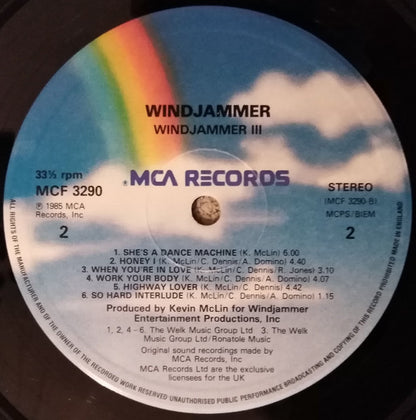 WINDJAMMER
WINDJAMMER III
33⅓ rpm
MCF 3290
℗ 1985 MCA
Records, Inc
2
MCA RECORDS
STEREO
(MCF 3290-B)
MCPS/BIEM
2
1. SHE'S A DANCE MACHINE (K. McLin) 6.00
2. HONEY I (K. McLin/C. Dennis/A. Domino) 4.40
3. WHEN YOU'RE IN LOVE (K. McLin/C. Dennis/R. Jones) 3.10
4. WORK YOUR BODY (K. McLin/C. Dennis/A. Domino) 4.07
5. HIGHWAY LOVER (K. McLin/C. Dennis) 4.42
6. SO HARD INTERLUDE (K. McLin/C. Dennis/A Domino) 1.15
Produced by Kevin McLin for Windjammer
Entertainment Productions, Inc
1, 2, 4 - 6. The Welk Music Group Ltd 3. The Welk
Music Group Ltd/Ronatole Music
Original sound recordings made by
MCA Records, Inc
MCA Records Ltd are the exclusive
licensees for the UK
ALL RIGHTS OF THE MANUFACTURER AND OF THE OWNER OF THE RECORDED WORK RESERVED UNAUTHORISED PUBLIC PERFORMANCE BROADCASTING AND COPYING OF THIS RECORD PROHIBITED MADE IN ENGLAND